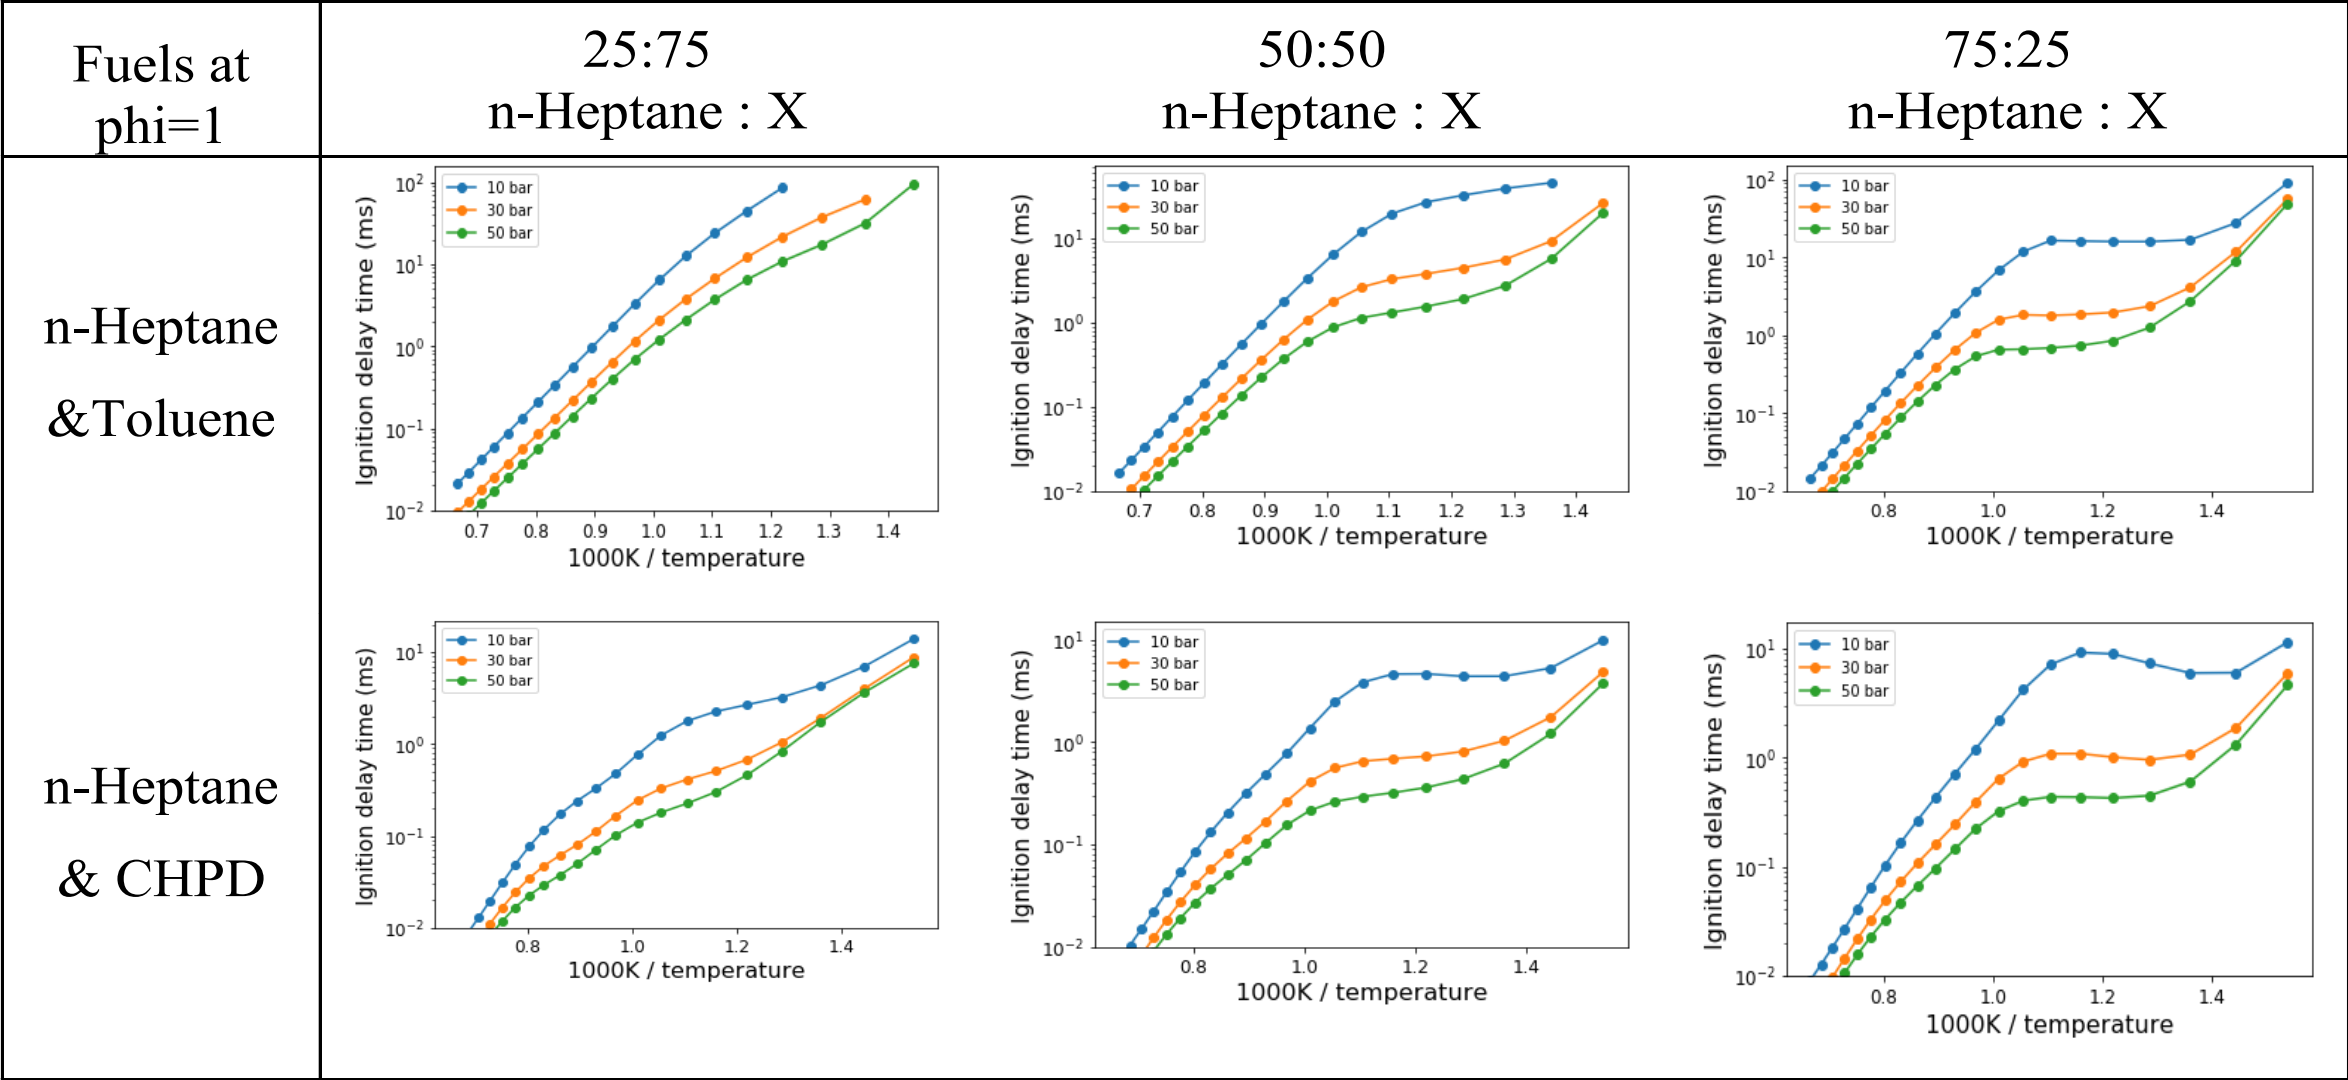 Fuels at
phi=1
25:75
n-Heptane : X
50:50
n-Heptane : X
75:25
n-Heptane : X
n-Heptane
&Toluene
Ignition delay time (ms)
10²
10¹
10⁰
10⁻¹
10⁻²
10 bar
30 bar
50 bar
0.7 0.8 0.9 1.0 1.1 1.2 1.3 1.4
1000K / temperature
Ignition delay time (ms)
10¹
10⁰
10⁻¹
10⁻²
10 bar
30 bar
50 bar
0.7 0.8 0.9 1.0 1.1 1.2 1.3 1.4
1000K / temperature
Ignition delay time (ms)
10²
10¹
10⁰
10⁻¹
10⁻²
10 bar
30 bar
50 bar
0.8 1.0 1.2 1.4
1000K / temperature
n-Heptane
& CHPD
Ignition delay time (ms)
10¹
10⁰
10⁻¹
10⁻²
10 bar
30 bar
50 bar
0.8 1.0 1.2 1.4
1000K / temperature
Ignition delay time (ms)
10¹
10⁰
10⁻¹
10⁻²
10 bar
30 bar
50 bar
0.8 1.0 1.2 1.4
1000K / temperature
Ignition delay time (ms)
10¹
10⁰
10⁻¹
10⁻²
10 bar
30 bar
50 bar
0.8 1.0 1.2 1.4
1000K / temperature